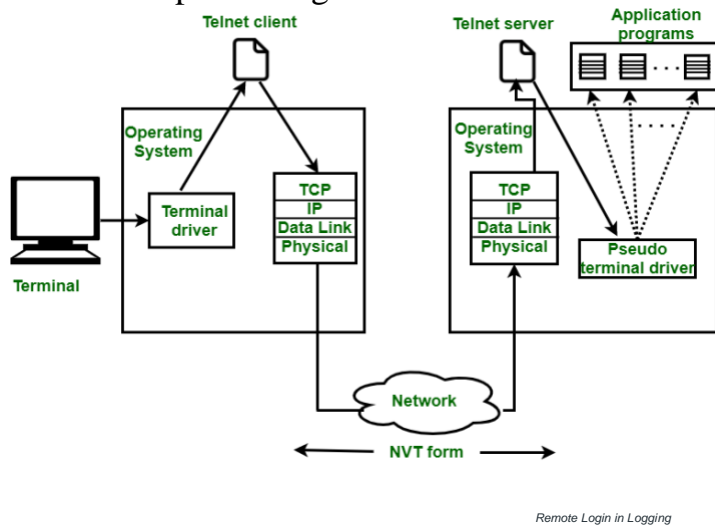 Telnet client
Telnet server
Application
programs
Operating
System
Operating
System
TCP
IP
Data Link
Physical
TCP
IP
Data Link
Physical
Terminal
driver
Pseudo
terminal driver
Terminal
Network
NVT form
Remote Login in Logging